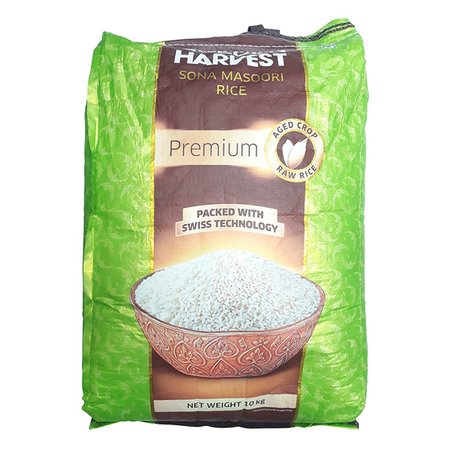 HARVEST
SONA MASOORI
RICE
Premium
AGED CROP
RAW RICE
PACKED WITH
SWISS TECHNOLOGY
NET WEIGHT 10 KG